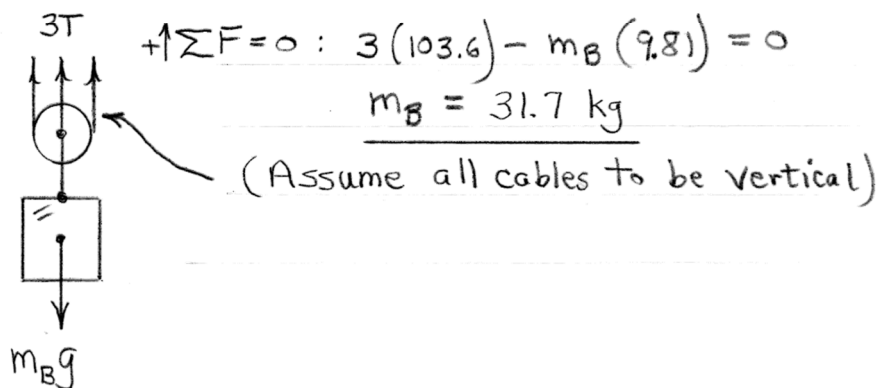 3T
+↑ΣF = 0 : 3(103.6) - m_B(9.81) = 0
m_B = 31.7 kg
(Assume all cables to be vertical)
m_Bg